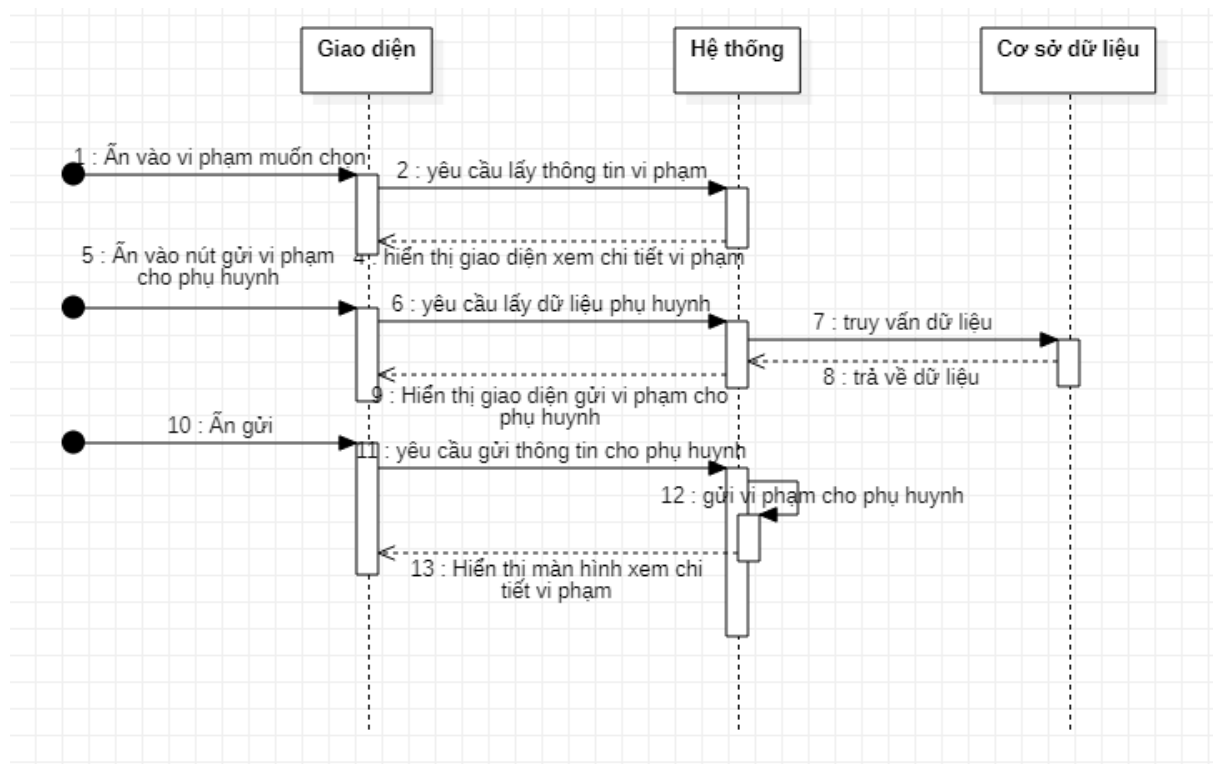 Giao diện
Hệ thống
Cơ sở dữ liệu
1 : Ấn vào vi phạm muốn chọn
2 : yêu cầu lấy thông tin vi phạm
4 : hiển thị giao diện xem chi tiết vi phạm
5 : Ấn vào nút gửi vi phạm
cho phụ huynh
6 : yêu cầu lấy dữ liệu phụ huynh
7 : truy vấn dữ liệu
8 : trả về dữ liệu
9 : Hiển thị giao diện gửi vi phạm cho
phụ huynh
10 : Ấn gửi
11 : yêu cầu gửi thông tin cho phụ huynh
12 : gửi vi phạm cho phụ huynh
13 : Hiển thị màn hình xem chi
tiết vi phạm